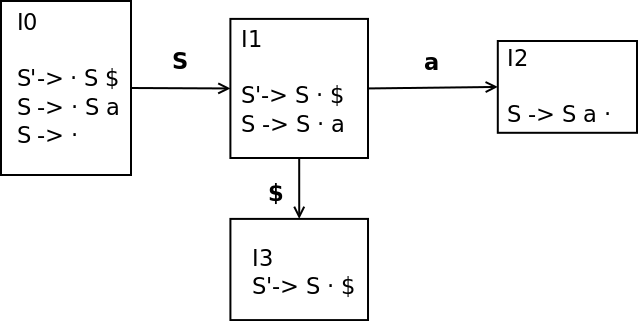 I0
S'-> · S $
S -> · S a
S -> ·
S
I1
S'-> S · $
S -> S · a
a
I2
S -> S a ·
$
I3
S'-> S · $